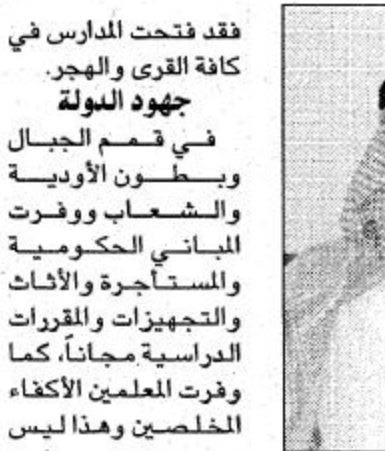 فقد فتحت المدارس في
كافة القرى والهجر.
جهود الدولة
في قمم الجبال
وبطون الأودية
والشعاب ووفرت
المباني الحكومية
والمستأجرة والأثاث
والتجهيزات والمقررات
الدراسية مجاناً، كما
وفرت المعلمين الأكفاء
المخلصين وهذا ليس